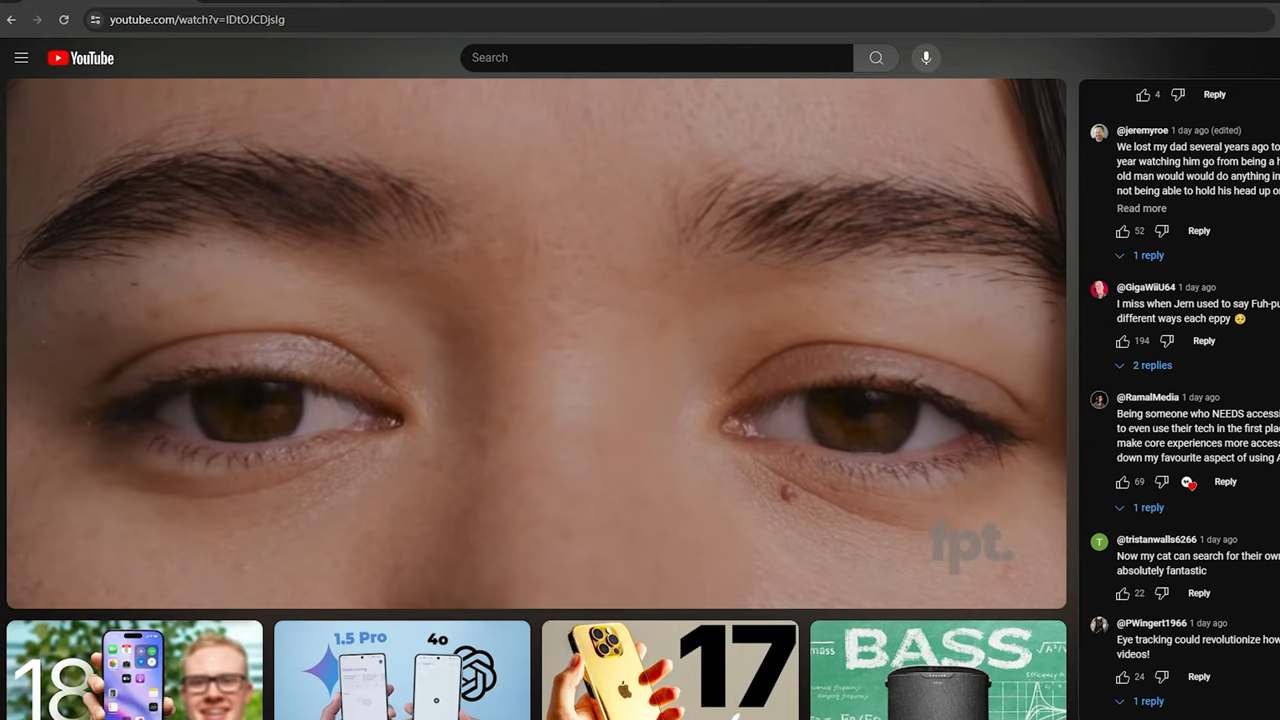 youtube.com/watch?v=IDtOJCDjsIg
YouTube
Search
fpt.
4 Reply
@jeremyroe 1 day ago (edited)
We lost my dad several years ago to
year watching him go from being a h
old man would would do anything in
not being able to hold his head up o
Read more
52 Reply
1 reply
@GigaWiiU64 1 day ago
I miss when Jern used to say Fuh-pu
different ways each eppy 🥺
194 Reply
2 replies
@RamalMedia 1 day ago
Being someone who NEEDS accessi
to even use their tech in the first plac
make core experiences more access
down my favourite aspect of using A
69 Reply
1 reply
T
@tristanwalls6266 1 day ago
Now my cat can search for their own
absolutely fantastic
22 Reply
@PWingert1966 1 day ago
Eye tracking could revolutionize how
videos!
24 Reply
1 reply
18
1.5 Pro 4o
17
BASS